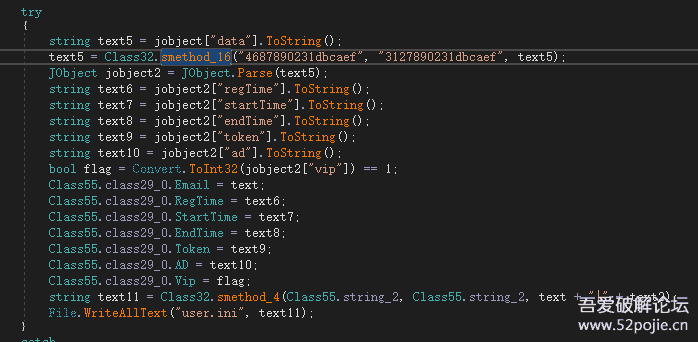 try
{
string text5 = jobject["data"].ToString();
text5 = Class32.smethod_16("4687890231dbcaef", "3127890231dbcaef", text5);
JObject jobject2 = JObject.Parse(text5);
string text6 = jobject2["regTime"].ToString();
string text7 = jobject2["startTime"].ToString();
string text8 = jobject2["endTime"].ToString();
string text9 = jobject2["token"].ToString();
string text10 = jobject2["ad"].ToString();
bool flag = Convert.ToInt32(jobject2["vip"]) == 1;
Class55.class29_0.Email = text;
Class55.class29_0.RegTime = text6;
Class55.class29_0.StartTime = text7;
Class55.class29_0.EndTime = text8;
Class55.class29_0.Token = text9;
Class55.class29_0.AD = text10;
Class55.class29_0.Vip = flag;
string text11 = Class32.smethod_4(Class55.string_2, Class55.string_2, text + "|" + text2)
File.WriteAllText("user.ini", text11);
}
catch
吾爱破解论坛
www.52pojie.cn